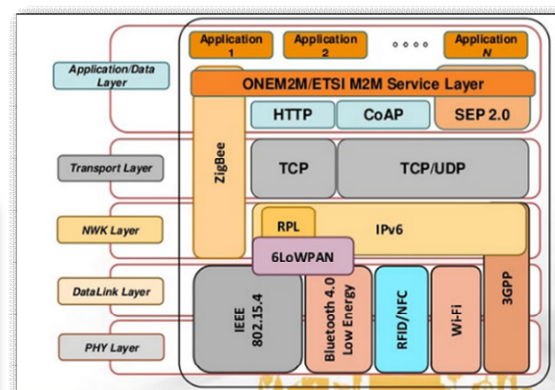 Application
1
Application
2
Application
N
Application/Data
Layer
ONEM2M/ETSI M2M Service Layer
HTTP
CoAP
SEP 2.0
ZigBee
Transport Layer
TCP
TCP/UDP
NWK Layer
RPL
IPv6
6LoWPAN
DataLink Layer
IEEE
802.15.4
Bluetooth 4.0
Low Energy
RFID/NFC
Wi-Fi
3GPP
PHY Layer